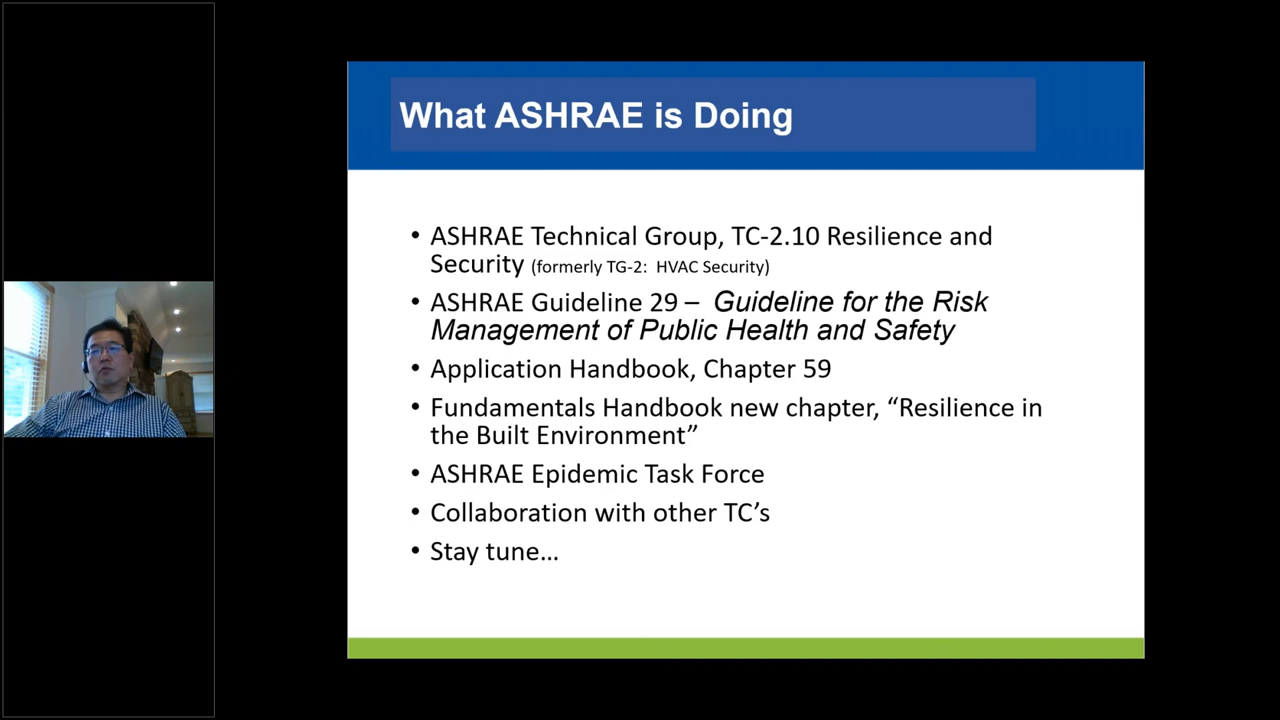 What ASHRAE is Doing
• ASHRAE Technical Group, TC-2.10 Resilience and
Security (formerly TG-2: HVAC Security)
• ASHRAE Guideline 29 – Guideline for the Risk
Management of Public Health and Safety
• Application Handbook, Chapter 59
• Fundamentals Handbook new chapter, “Resilience in
the Built Environment”
• ASHRAE Epidemic Task Force
• Collaboration with other TC’s
• Stay tune…